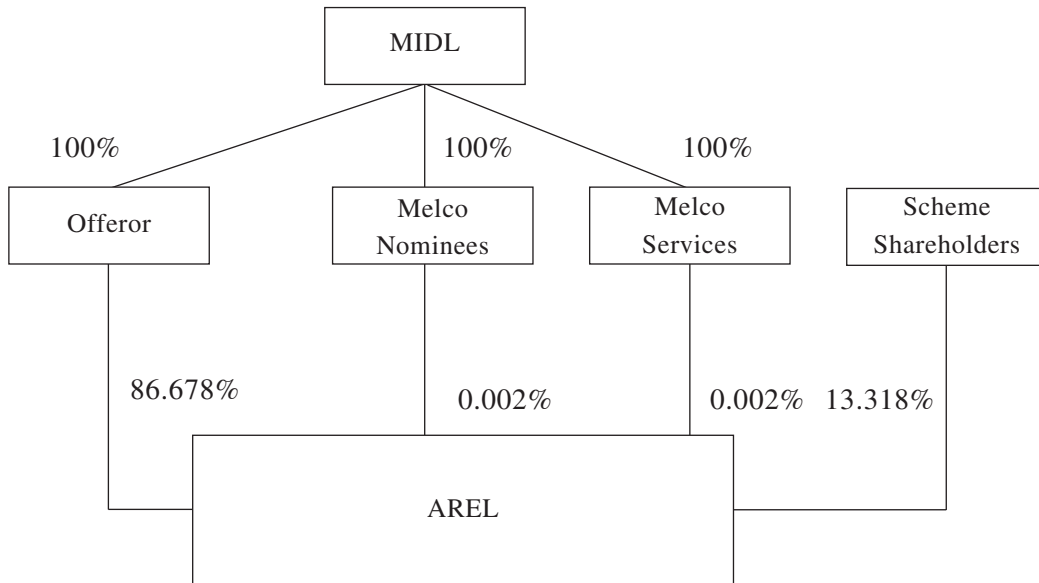 MIDL
100%
100%
100%
Offeror
Melco
Nominees
Melco
Services
Scheme
Shareholders
86.678%
0.002%
0.002%
13.318%
AREL